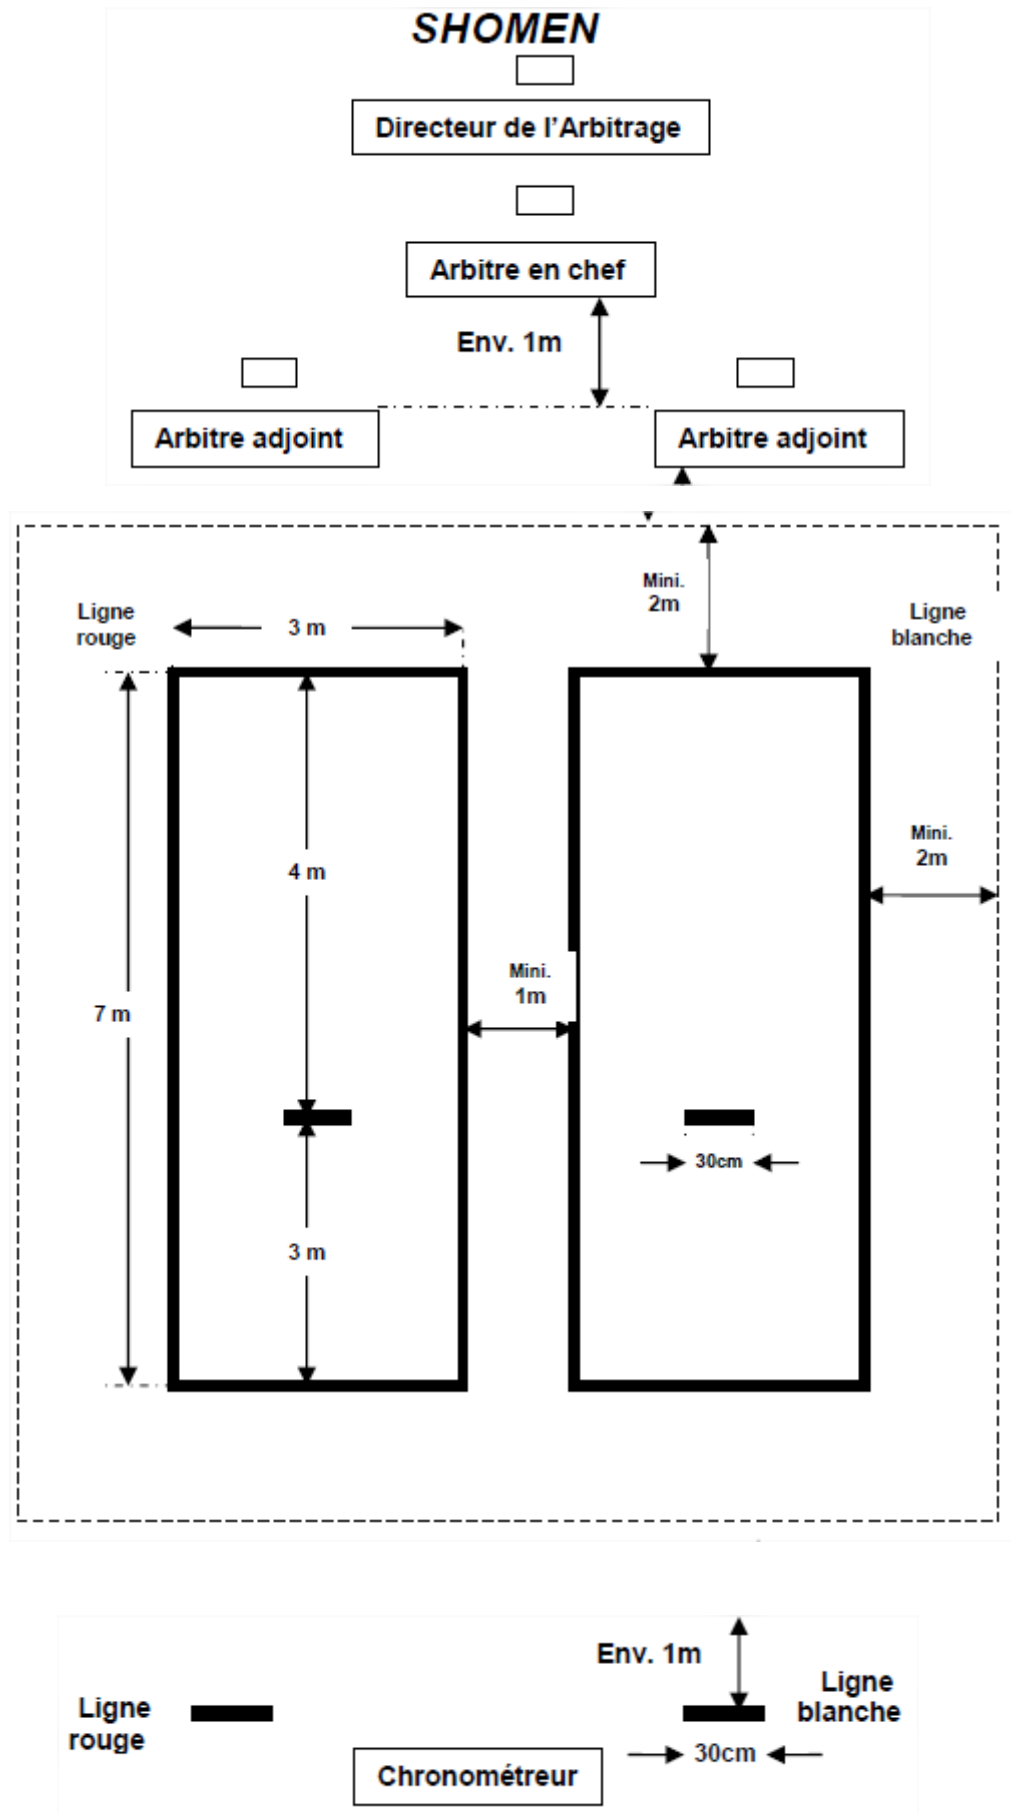 SHOMEN
Directeur de l'Arbitrage
Arbitre en chef
Env. 1m
Arbitre adjoint
Arbitre adjoint
Mini.
2m
Ligne
rouge
3 m
Ligne
blanche
4 m
Mini.
2m
Mini.
1m
7 m
30cm
3 m
Env. 1m
Ligne
rouge
Ligne
blanche
30cm
Chronométreur